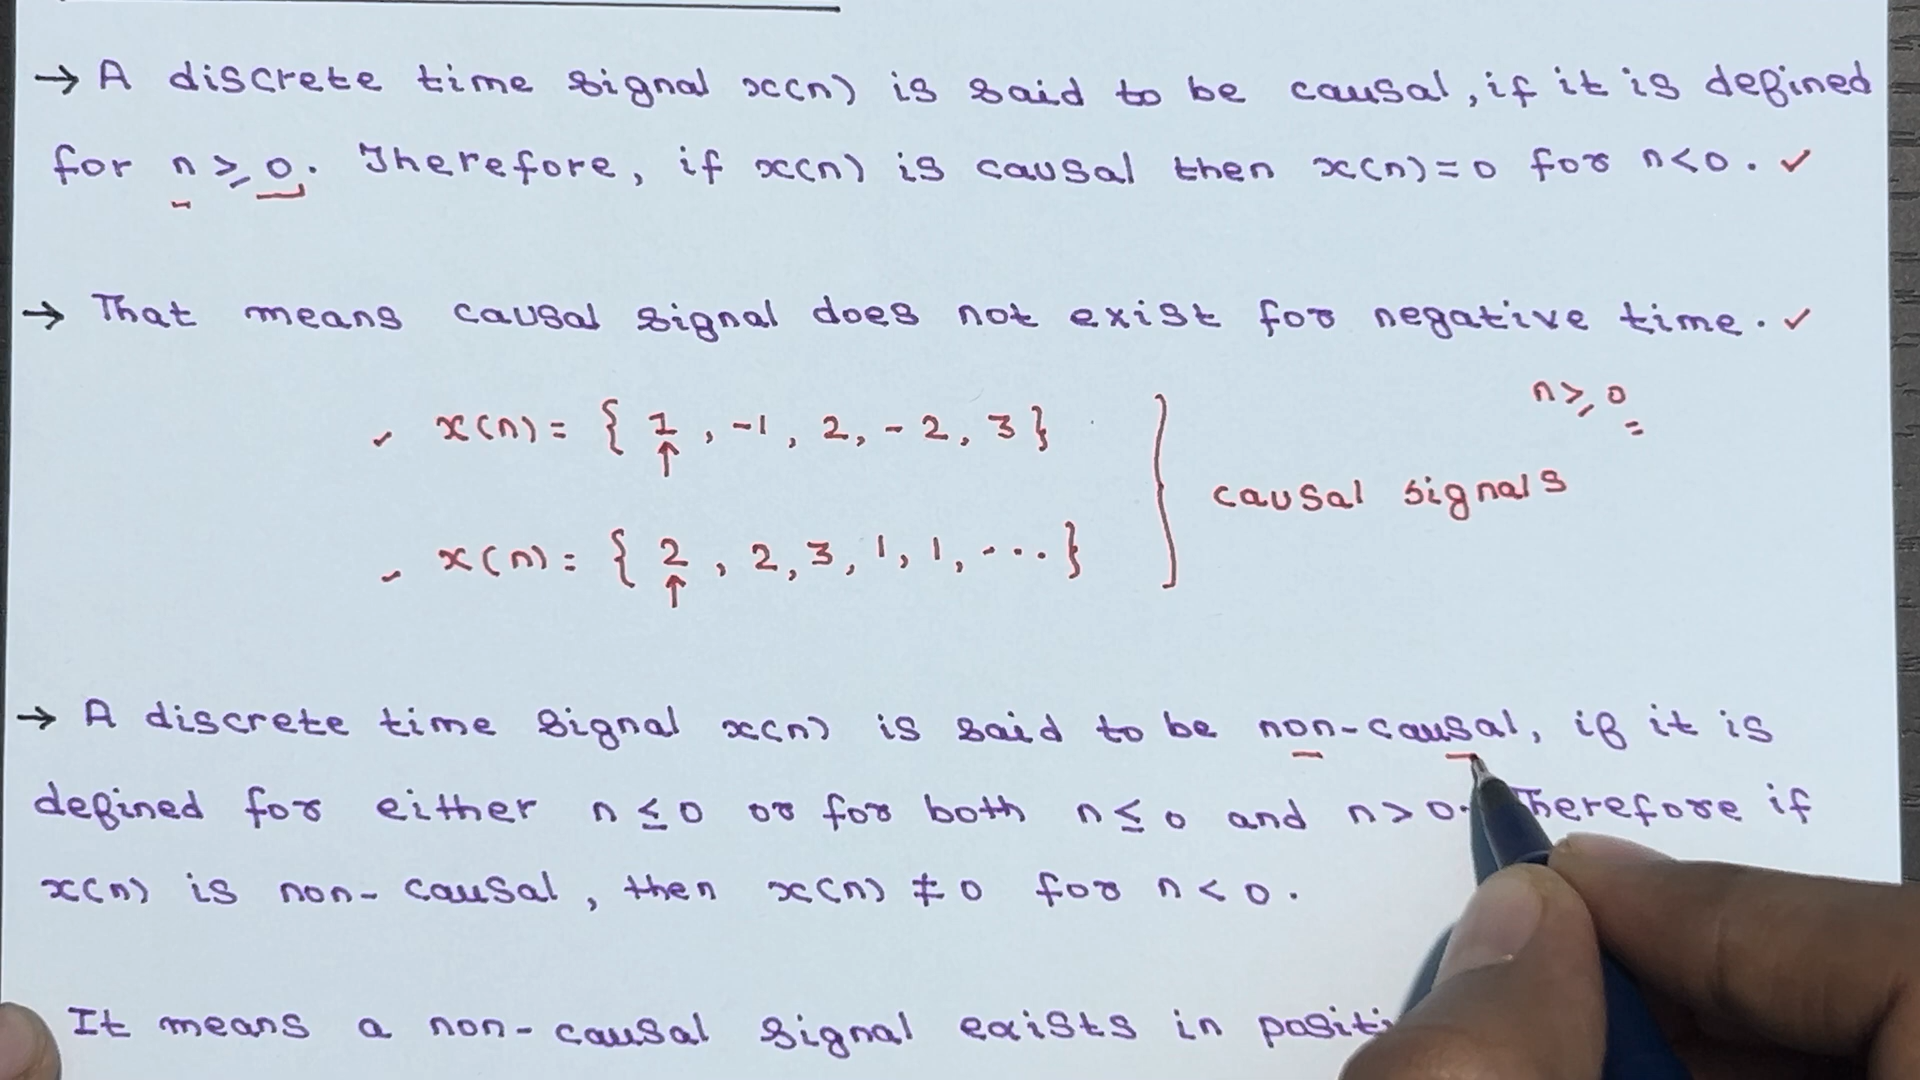 → A discrete time signal x(n) is said to be causal, if it is defined
for n ≥ 0. Therefore, if x(n) is causal then x(n)=0 for n<0. ✓
→ That means causal signal does not exist for negative time. ✓
n ≥ 0
✓ x(n) = { 1, -1, 2, -2, 3 }
↑
causal signals
✓ x(n) = { 2, 2, 3, 1, 1, ... }
↑
→ A discrete time signal x(n) is said to be non-causal, if it is
defined for either n ≤ 0 or for both n ≤ 0 and n > 0. Therefore if
x(n) is non-causal, then x(n) ≠ 0 for n < 0.
It means a non-causal signal exists in positi